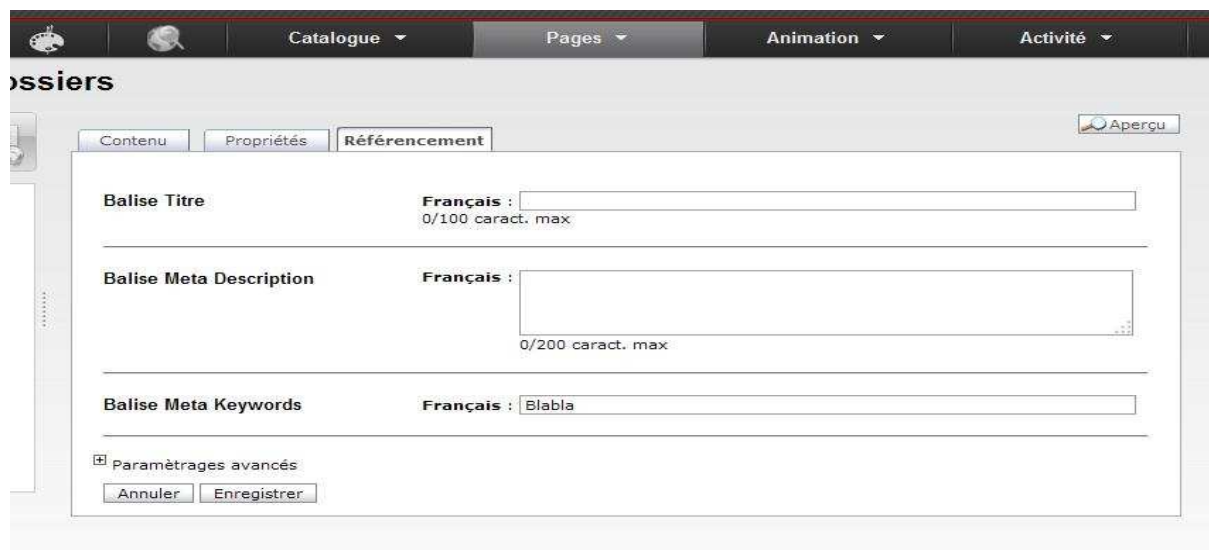 Catalogue Pages Animation Activité
ossiers
Aperçu
Contenu Propriétés Référencement
Balise Titre Français :
0/100 caract. max
Balise Meta Description Français :
0/200 caract. max
Balise Meta Keywords Français : Blabla
Paramètrages avancés
Annuler Enregistrer